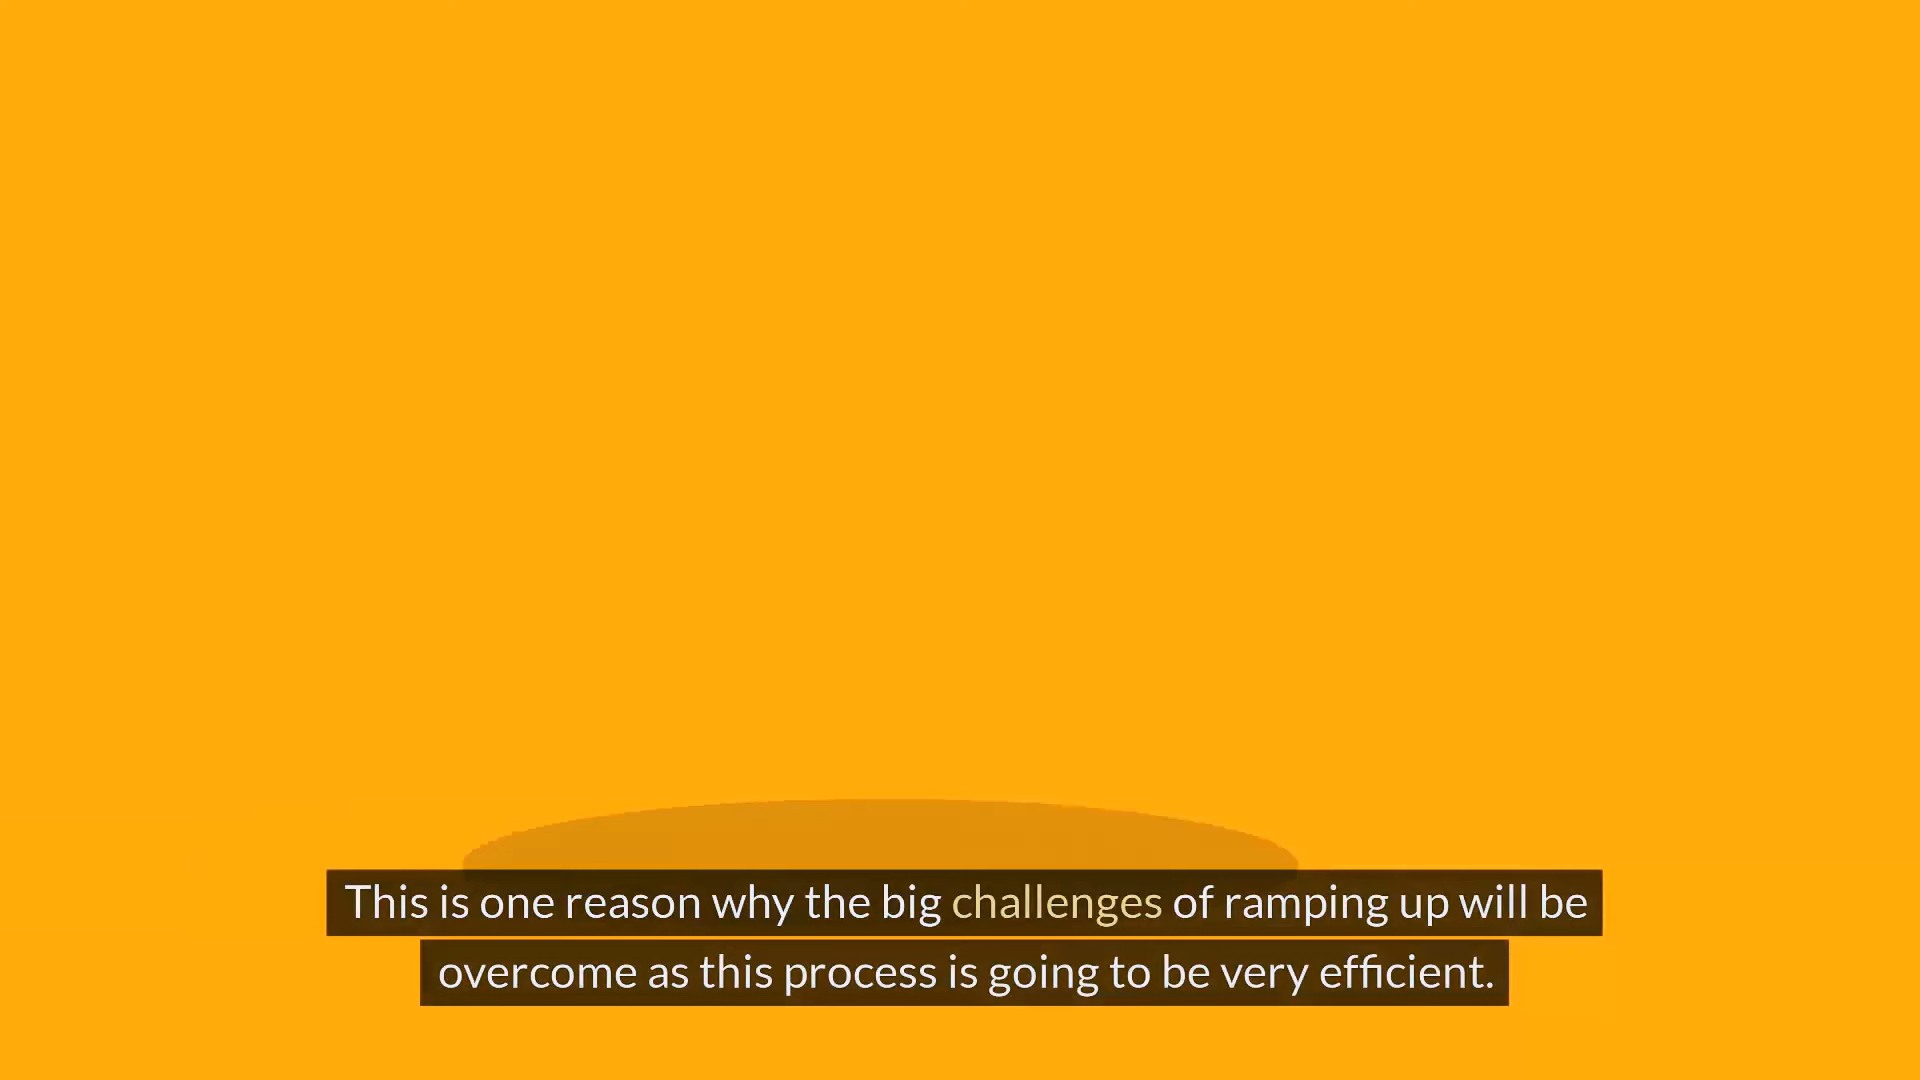 This is one reason why the big challenges of ramping up will be
overcome as this process is going to be very efficient.